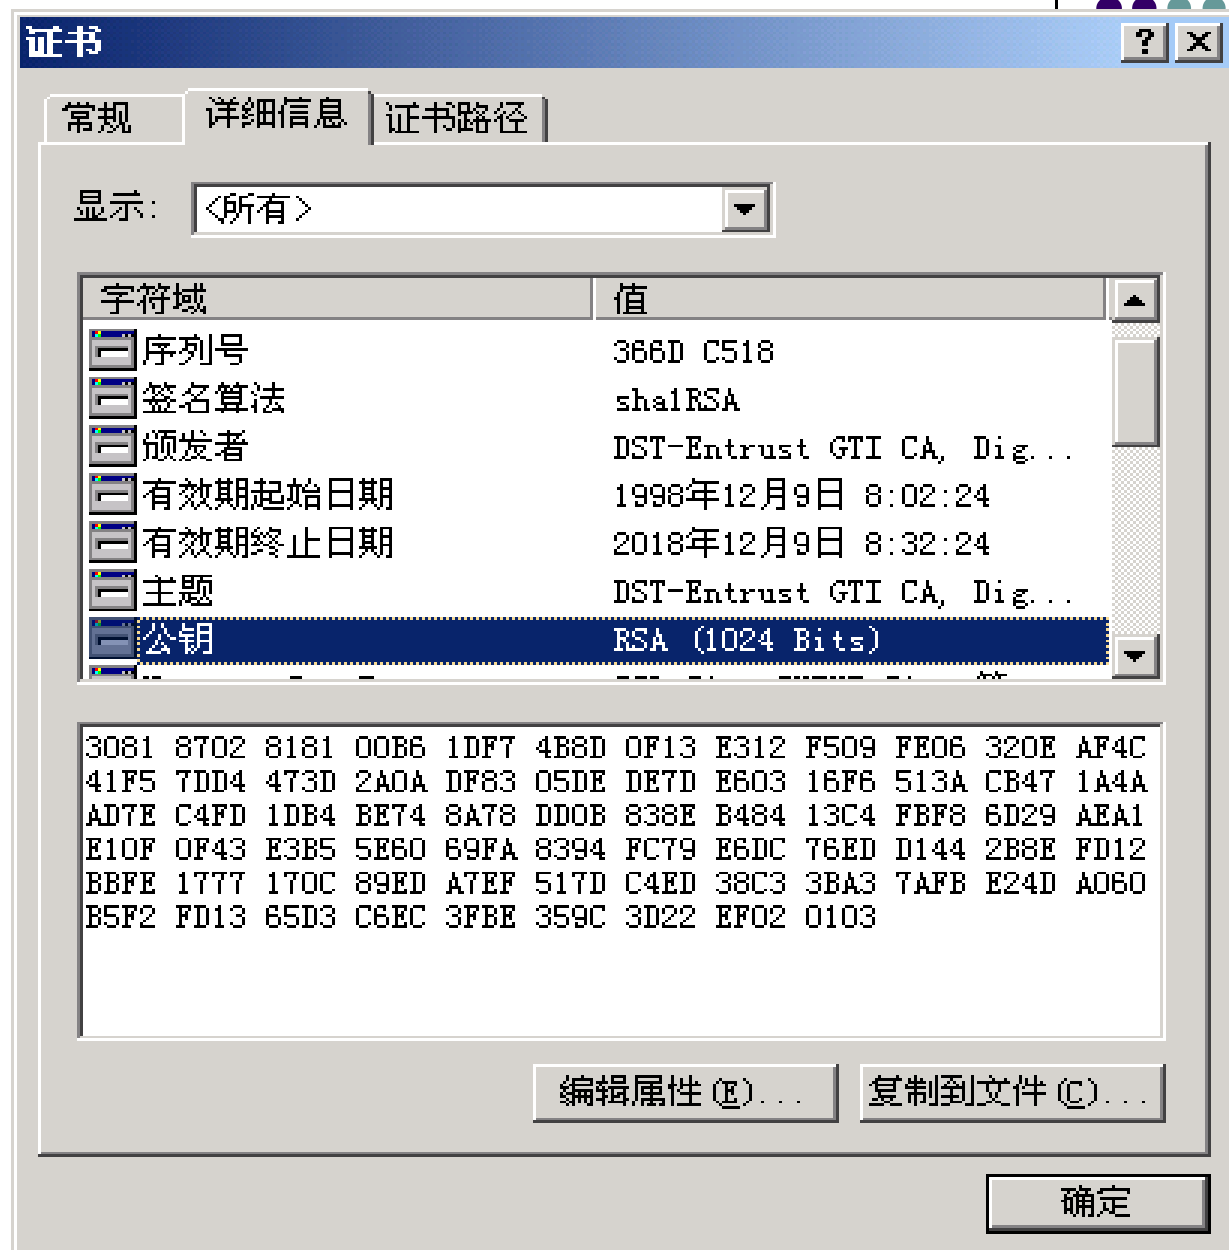 证书
常规 详细信息 证书路径
显示: <所有>
字符域 值
序列号 366D C518
签名算法 sha1RSA
颁发者 DST-Entrust GTI CA, Dig...
有效期起始日期 1998年12月9日 8:02:24
有效期终止日期 2018年12月9日 8:32:24
主题 DST-Entrust GTI CA, Dig...
公钥 RSA (1024 Bits)
3081 8702 8181 00B6 1DF7 4B8D 0F13 E312 F509 FE06 320E AF4C
41F5 7DD4 473D 2A0A DF83 05DE DE7D E603 16F6 513A CB47 1A4A
AD7E C4FD 1DB4 BE74 8A78 DD0B 838E B484 13C4 FBF8 6D29 AEA1
E10F 0F43 E3B5 5E60 69FA 8394 FC79 E6DC 76ED D144 2B8E FD12
BBFE 1777 170C 89ED A7EF 517D C4ED 38C3 3BA3 7AFB E24D A060
B5F2 FD13 65D3 C6EC 3FBE 359C 3D22 EF02 0103
编辑属性(E)... 复制到文件(C)...
确定